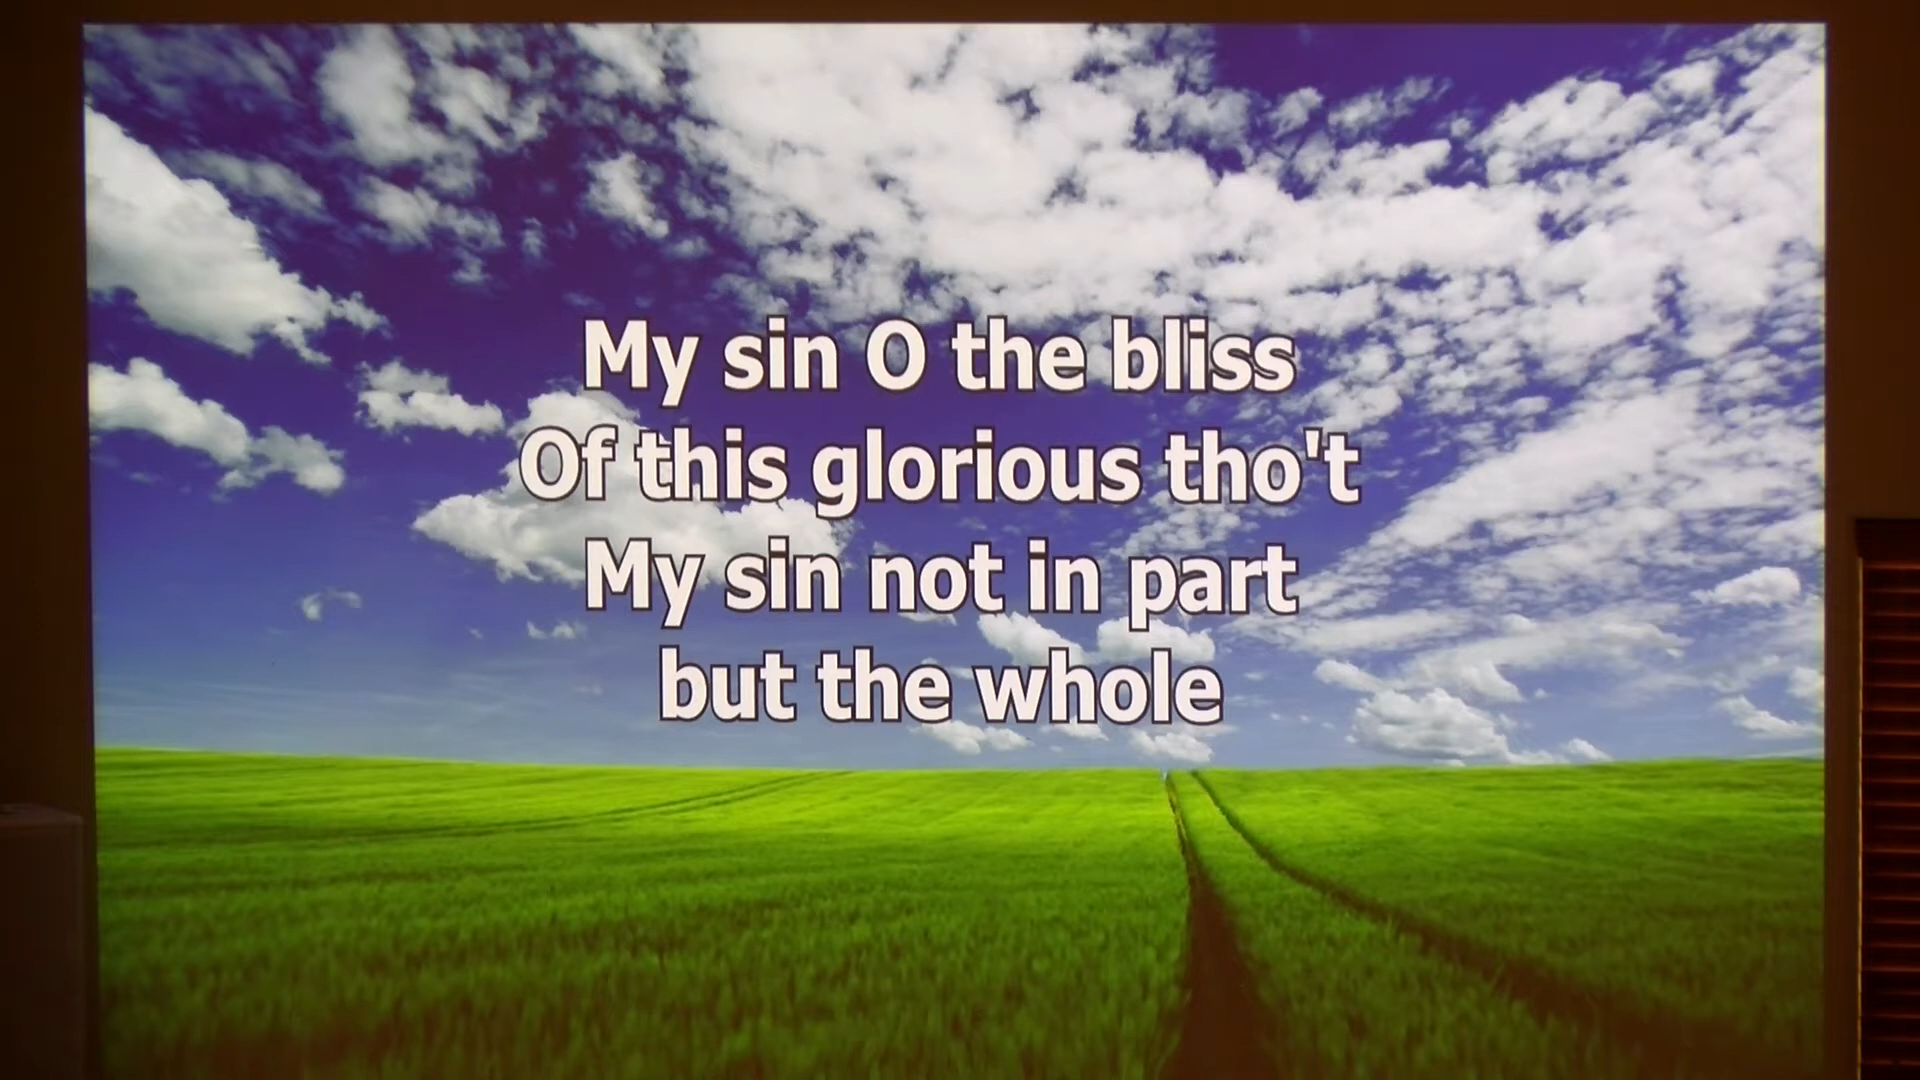 My sin O the bliss
Of this glorious tho't
My sin not in part
but the whole